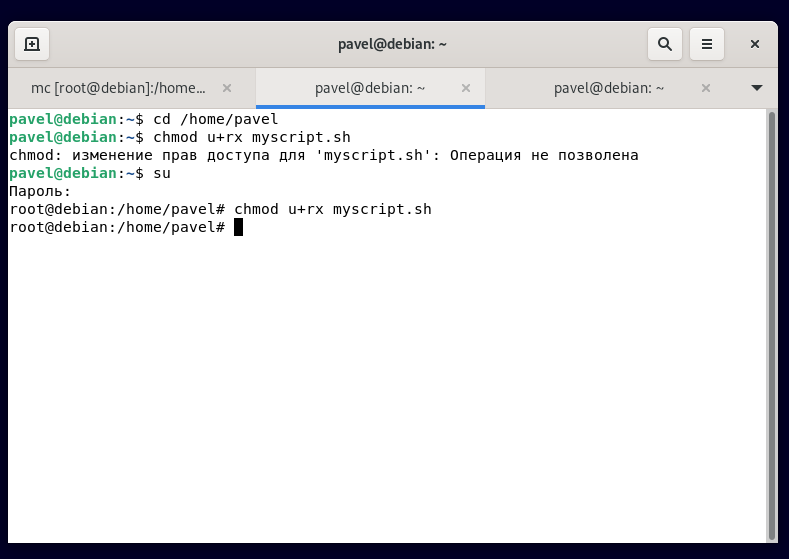 pavel@debian: ~
mc [root@debian]:/home...
pavel@debian: ~
pavel@debian: ~
pavel@debian:~$ cd /home/pavel
pavel@debian:~$ chmod u+rx myscript.sh
chmod: изменение прав доступа для 'myscript.sh': Операция не позволена
pavel@debian:~$ su
Пароль:
root@debian:/home/pavel# chmod u+rx myscript.sh
root@debian:/home/pavel#